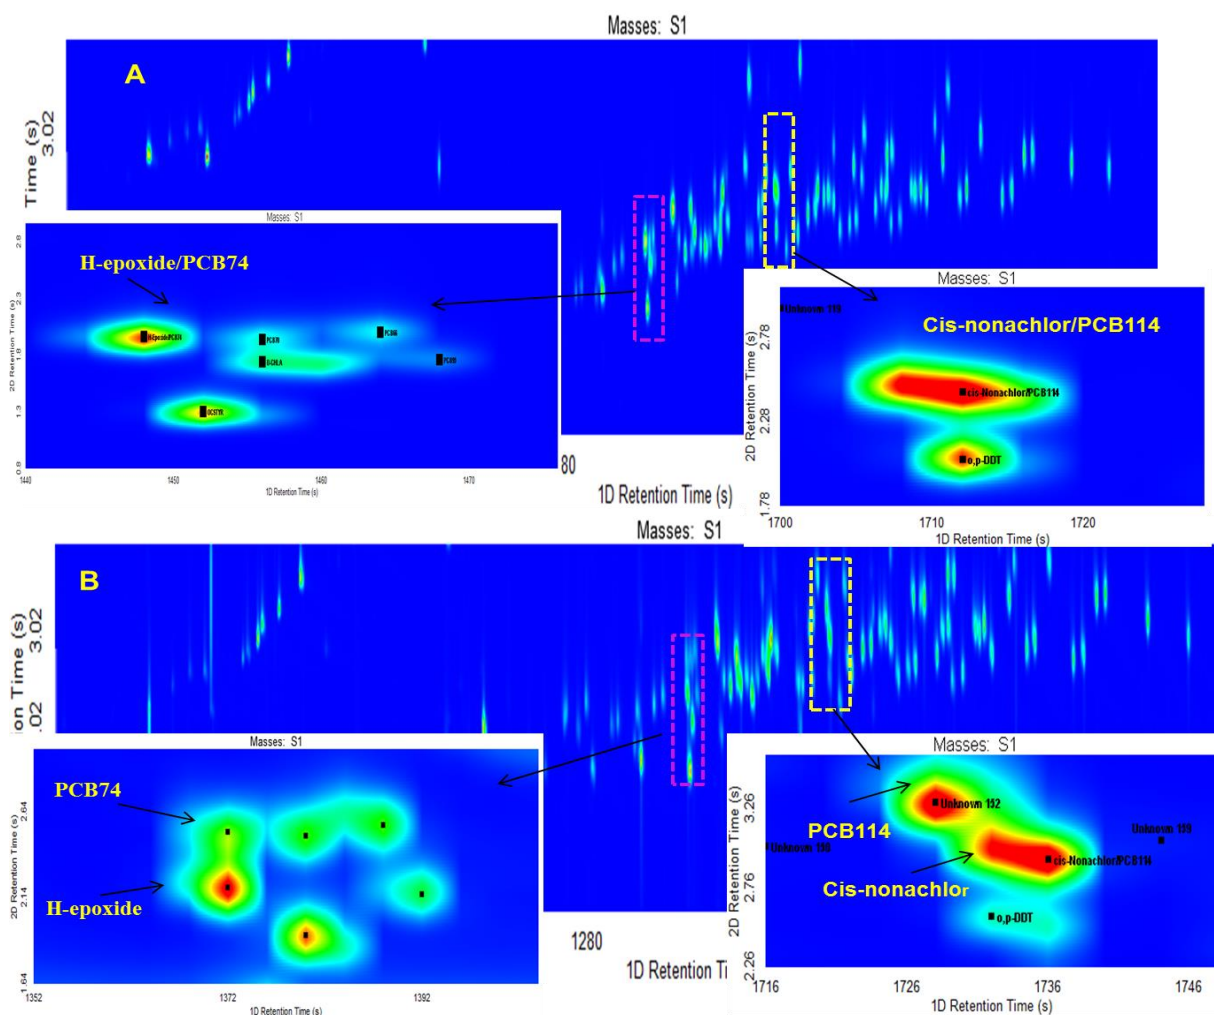 Masses: S1
A
Time (s)
3.02
Masses: S1
H-epoxide/PCB74
2D Retention Time (s)
2.8
2.3
1.8
1.3
0.8
H-Epoxide/PCB74
OCSTYR
1440
1450
1460
1470
1D Retention Time (s)
80
1D Retention Time (s)
Masses: S1
Unknown 119
Cis-nonachlor/PCB114
2D Retention Time (s)
2.78
2.28
1.78
cis-Nonachlor/PCB114
o,p-DDT
1700
1710
1720
1D Retention Time (s)
Masses: S1
B
ion Time (s)
3.02
.02
Masses: S1
PCB74
H-epoxide
2D Retention Time (s)
2.64
2.14
1.64
1352
1372
1392
1D Retention Time (s)
1280
1D Retention Ti
Masses: S1
2D Retention Time (s)
3.26
2.76
2.26
Unknown 152
PCB114
Unknown 159
cis-Nonachlor/PCB114
Cis-nonachlor
o,p-DDT
1716
1726
1736
1746
1D Retention Time (s)